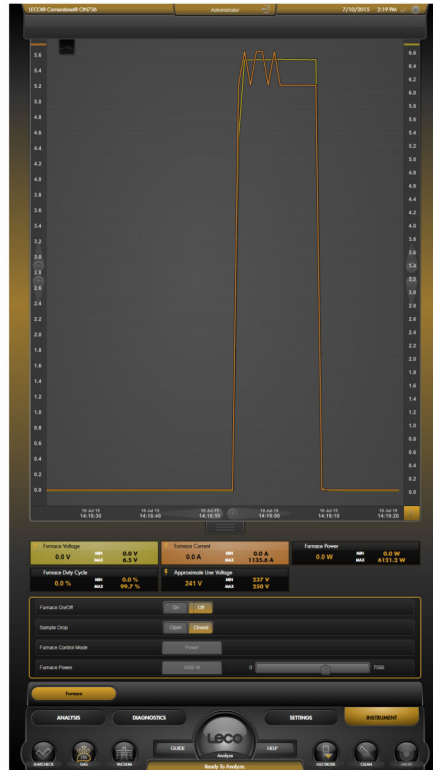 LECO® Cornerstone® ON736 Administrator 7/10/2015 2:19 PM
5.6 6.6
5.4 6.4
5.2 6.2
5.0 6.0
4.8 5.8
4.6 5.6
4.4 5.4
4.2 5.2
4.0 5.0
3.8 4.8
3.6 4.6
3.4 4.4
3.2 4.2
3.0 4.0
2.8 3.8
2.6 3.6
2.4 3.4
2.2 3.2
2.0 3.0
1.8 2.8
1.6 2.6
1.4 2.4
1.2 2.2
1.0 2.0
0.8 1.8
0.6 1.6
0.4 1.4
0.2 1.2
0.0 1.0
0.8
0.6
0.4
0.2
0.0
10 Jul 15 10 Jul 15 10 Jul 15 10 Jul 15 10 Jul 15 10 Jul 15
14:18:30 14:18:40 14:18:50 14:19:00 14:19:10 14:19:20
Furnace Voltage Furnace Current Furnace Power
0.0 V MIN 0.0 V 0.0 A MIN 0.0 A 0.0 W MIN 0.0 W
MAX 6.5 V MAX 1135.6 A MAX 6121.2 W
Furnace Duty Cycle Approximate Line Voltage
0.0 % MIN 0.0 % 241 V MIN 237 V
MAX 99.7 % MAX 250 V
Furnace On/Off On Off
Sample Drop Open Closed
Furnace Control Mode Power
Furnace Power 0 7500
Furnace
ANALYSIS DIAGNOSTICS SETTINGS INSTRUMENT
GUIDE LECO HELP
Analyze
LEAKCHECK GAS VACUUM ELECTRODE CLEAN ABORT
Ready To Analyze